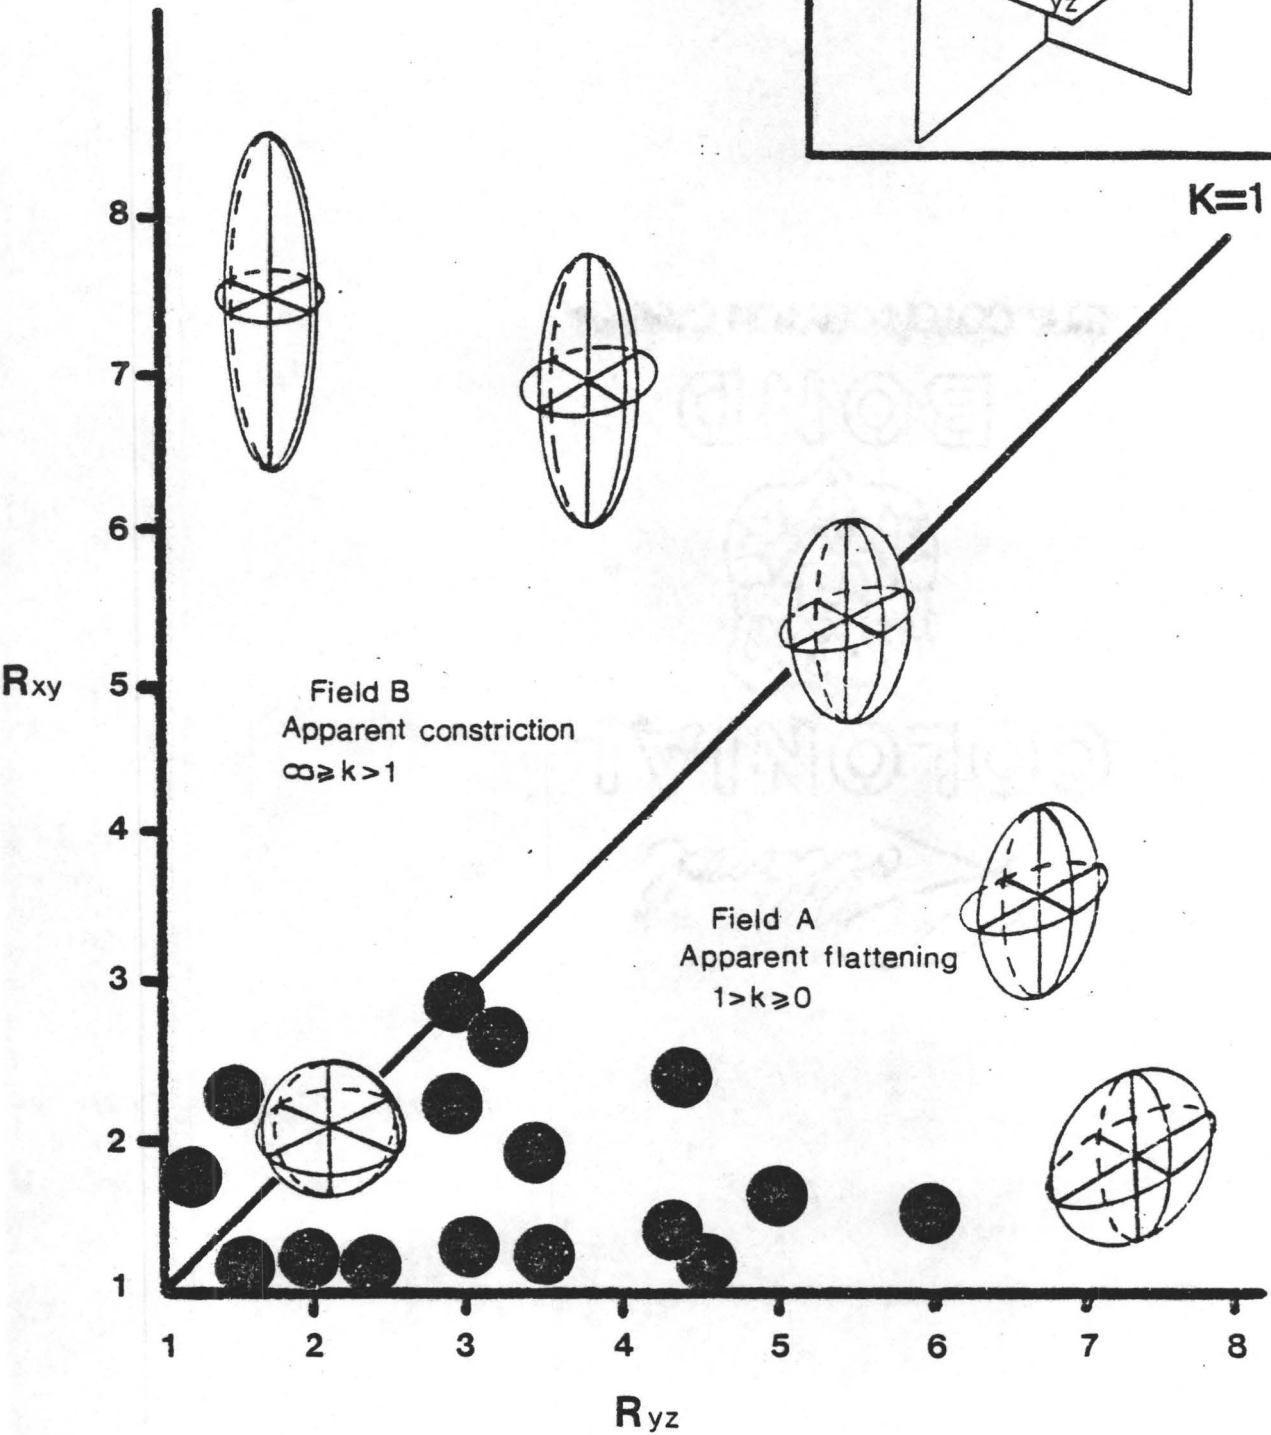 yz
K=1
8
7
6
Rxy
5
Field B
Apparent constriction
∞⩾k>1
4
Field A
Apparent flattening
1>k⩾0
3
2
1
1 2 3 4 5 6 7 8
Ryz